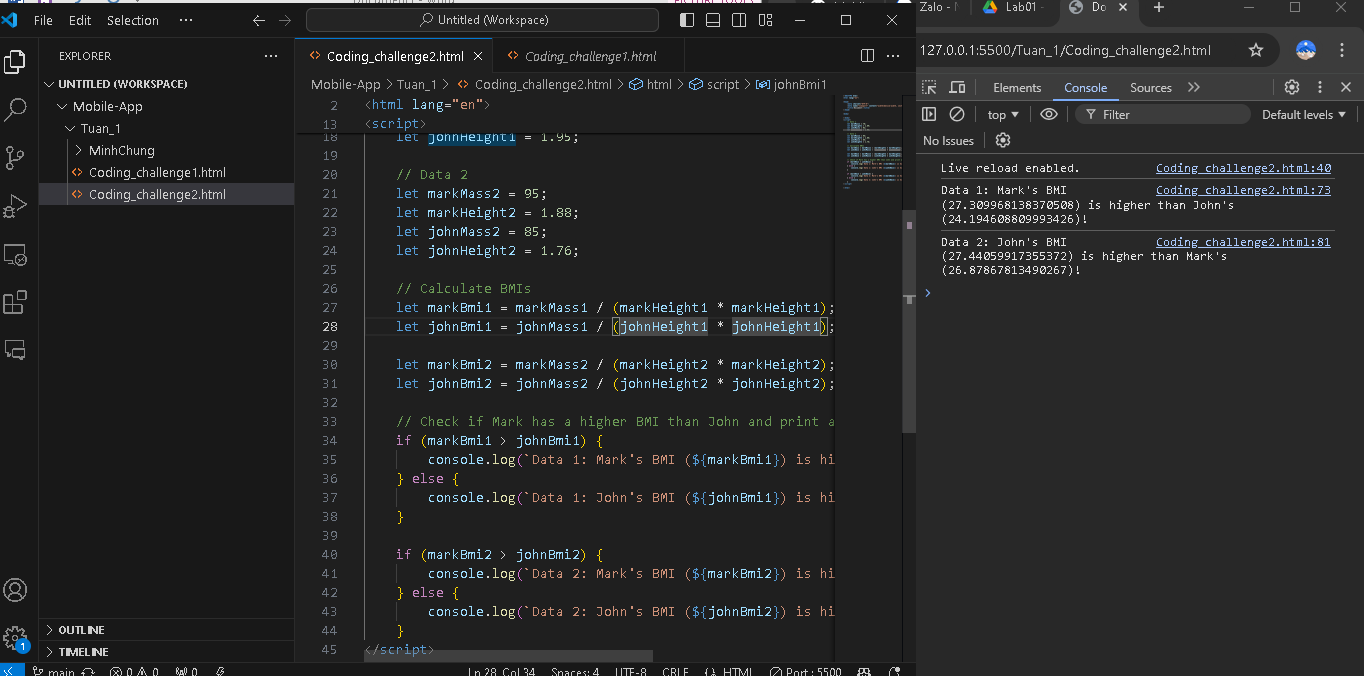 File Edit Selection ··· Untitled (Workspace)
EXPLORER ···
UNTITLED (WORKSPACE)
Mobile-App
Tuan_1
MinhChung
Coding_challenge1.html
Coding_challenge2.html
OUTLINE
TIMELINE
1
main 0 0 0
Coding_challenge2.html Coding_challenge1.html
Mobile-App > Tuan_1 > Coding_challenge2.html > html > script > johnBmi1
2 <html lang="en">
13 <script>
18 let johnHeight1 = 1.95;
19
20 // Data 2
21 let markMass2 = 95;
22 let markHeight2 = 1.88;
23 let johnMass2 = 85;
24 let johnHeight2 = 1.76;
25
26 // Calculate BMIs
27 let markBmi1 = markMass1 / (markHeight1 * markHeight1);
28 let johnBmi1 = johnMass1 / (johnHeight1 * johnHeight1);
29
30 let markBmi2 = markMass2 / (markHeight2 * markHeight2);
31 let johnBmi2 = johnMass2 / (johnHeight2 * johnHeight2);
32
33 // Check if Mark has a higher BMI than John and print a
34 if (markBmi1 > johnBmi1) {
35 console.log(`Data 1: Mark's BMI (${markBmi1}) is hi
36 } else {
37 console.log(`Data 1: John's BMI (${johnBmi1}) is hi
38 }
39
40 if (markBmi2 > johnBmi2) {
41 console.log(`Data 2: Mark's BMI (${markBmi2}) is hi
42 } else {
43 console.log(`Data 2: John's BMI (${johnBmi2}) is hi
44 }
45 </script>
Ln 28, Col 34 Spaces: 4 UTF-8 CRLF HTML Port : 5500
Zalo - Lab01 - Do
127.0.0.1:5500/Tuan_1/Coding_challenge2.html
Elements Console Sources
top Filter Default levels
No Issues
Live reload enabled. Coding_challenge2.html:40
Data 1: Mark's BMI Coding_challenge2.html:73
(27.309968138370508) is higher than John's
(24.194608809993426)!
Data 2: John's BMI Coding_challenge2.html:81
(27.44059917355372) is higher than Mark's
(26.87867813490267)!